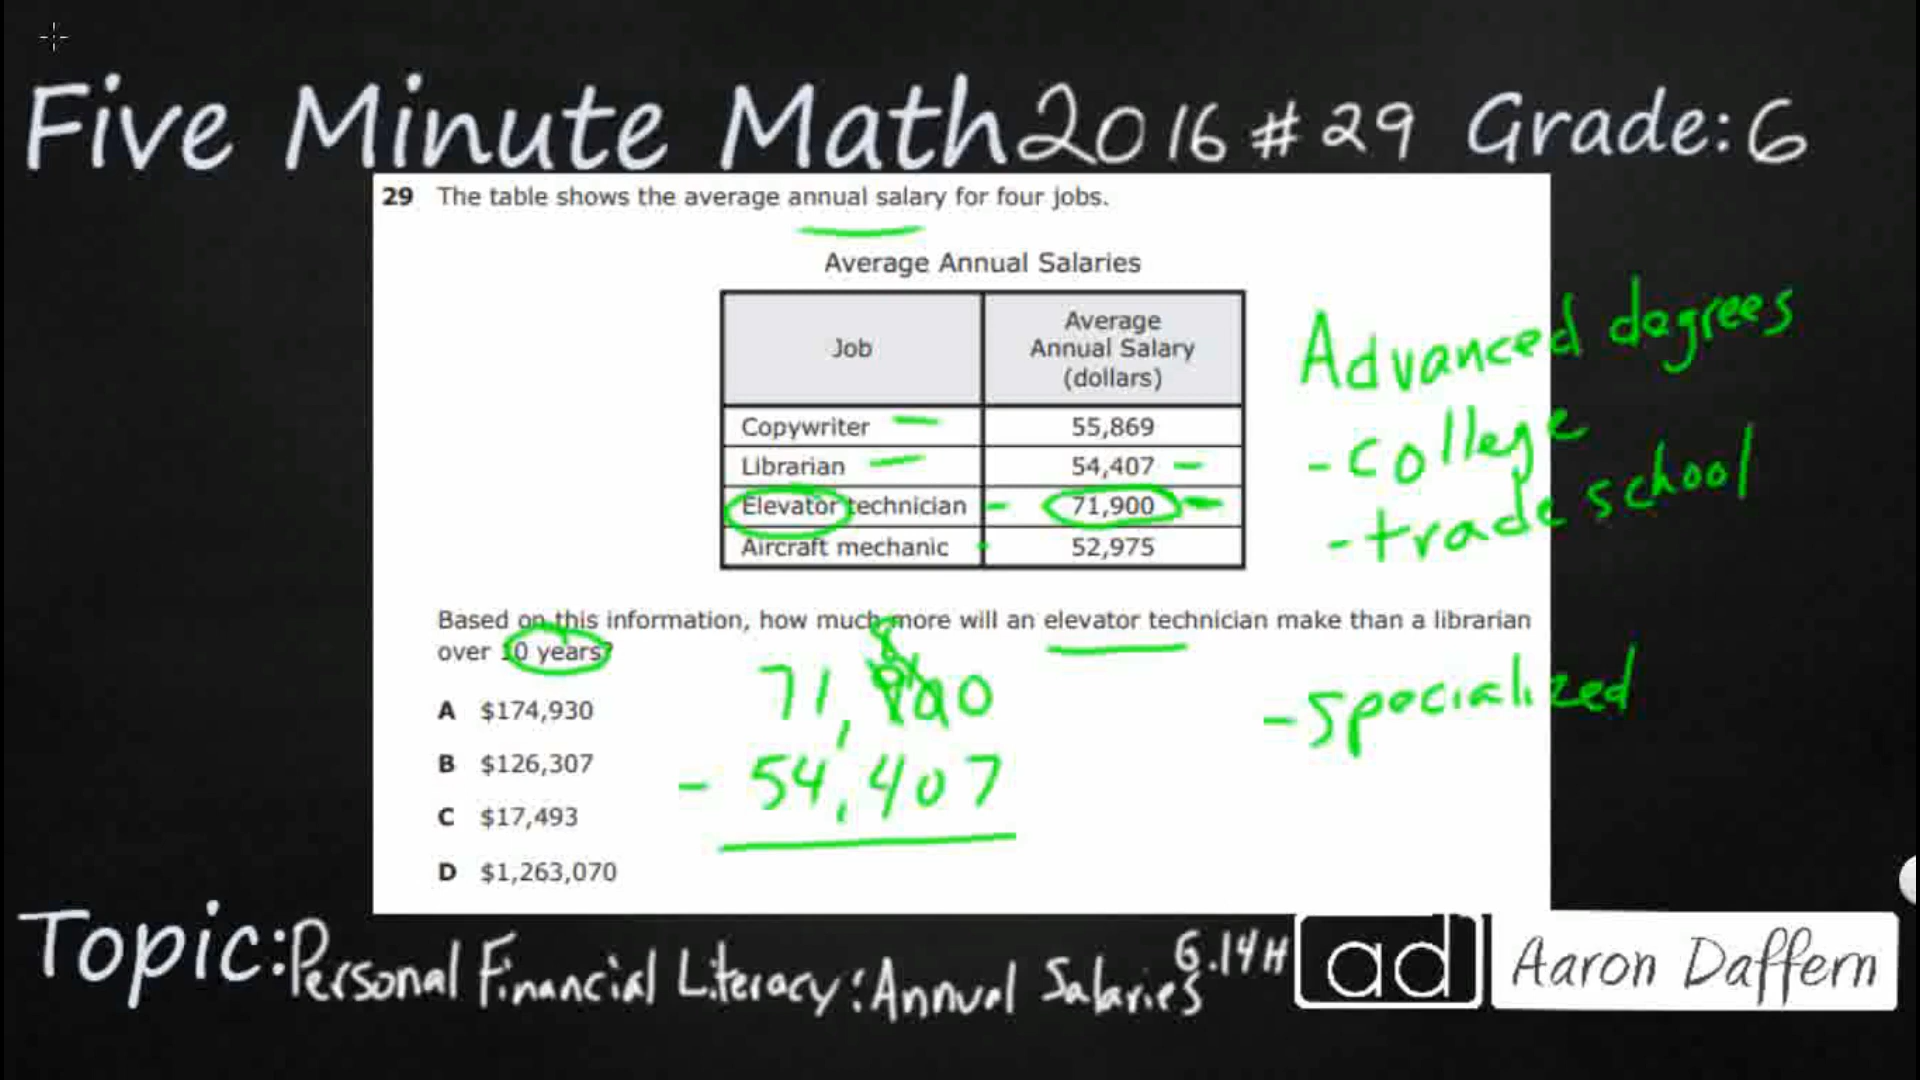 Five Minute Math 2016 #29 Grade: 6
29 The table shows the average annual salary for four jobs.
Average Annual Salaries
Job
Average
Annual Salary
(dollars)
Copywriter 55,869
Librarian 54,407
Elevator technician 71,900
Aircraft mechanic 52,975
Advanced degrees
- college
- trade school
Based on this information, how much more will an elevator technician make than a librarian
over 10 years?
- specialized
A $174,930
B $126,307
C $17,493
D $1,263,070
8
71,900
- 54,407
Topic: Personal Financial Literacy: Annual Salaries 6.14H
ad
Aaron Daffern